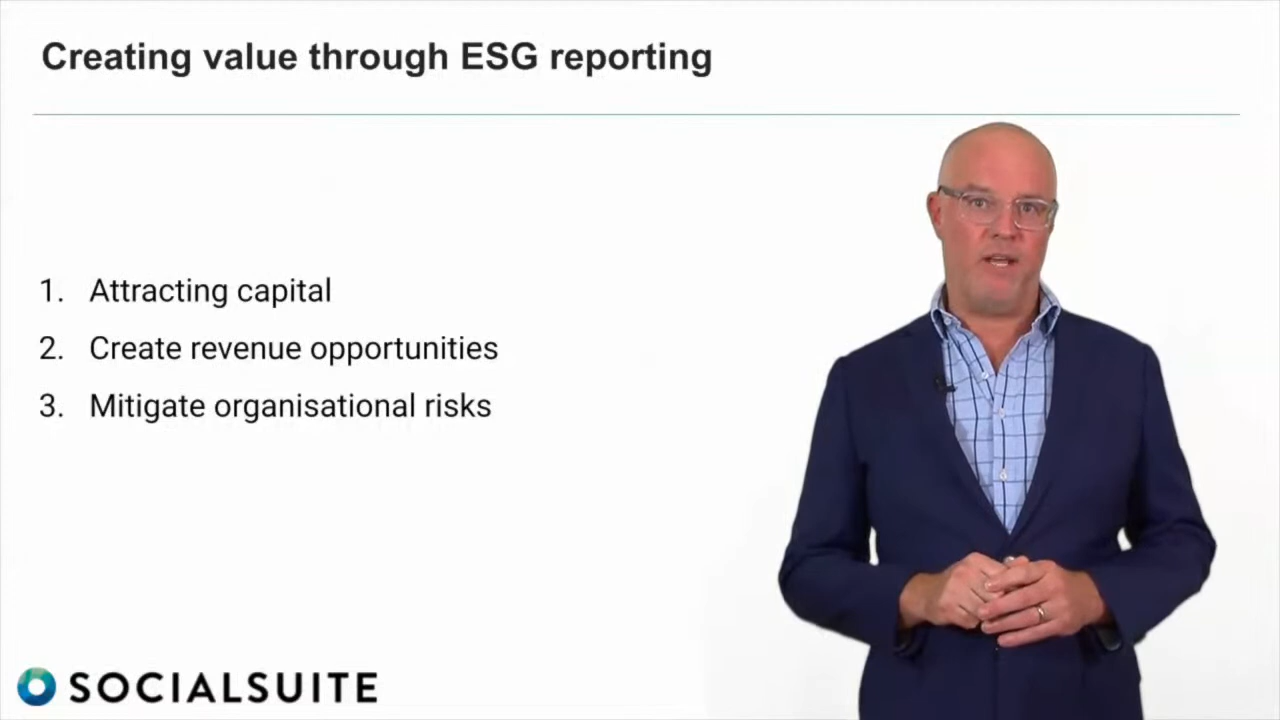 Creating value through ESG reporting
1. Attracting capital
2. Create revenue opportunities
3. Mitigate organisational risks
SOCIALSUITE